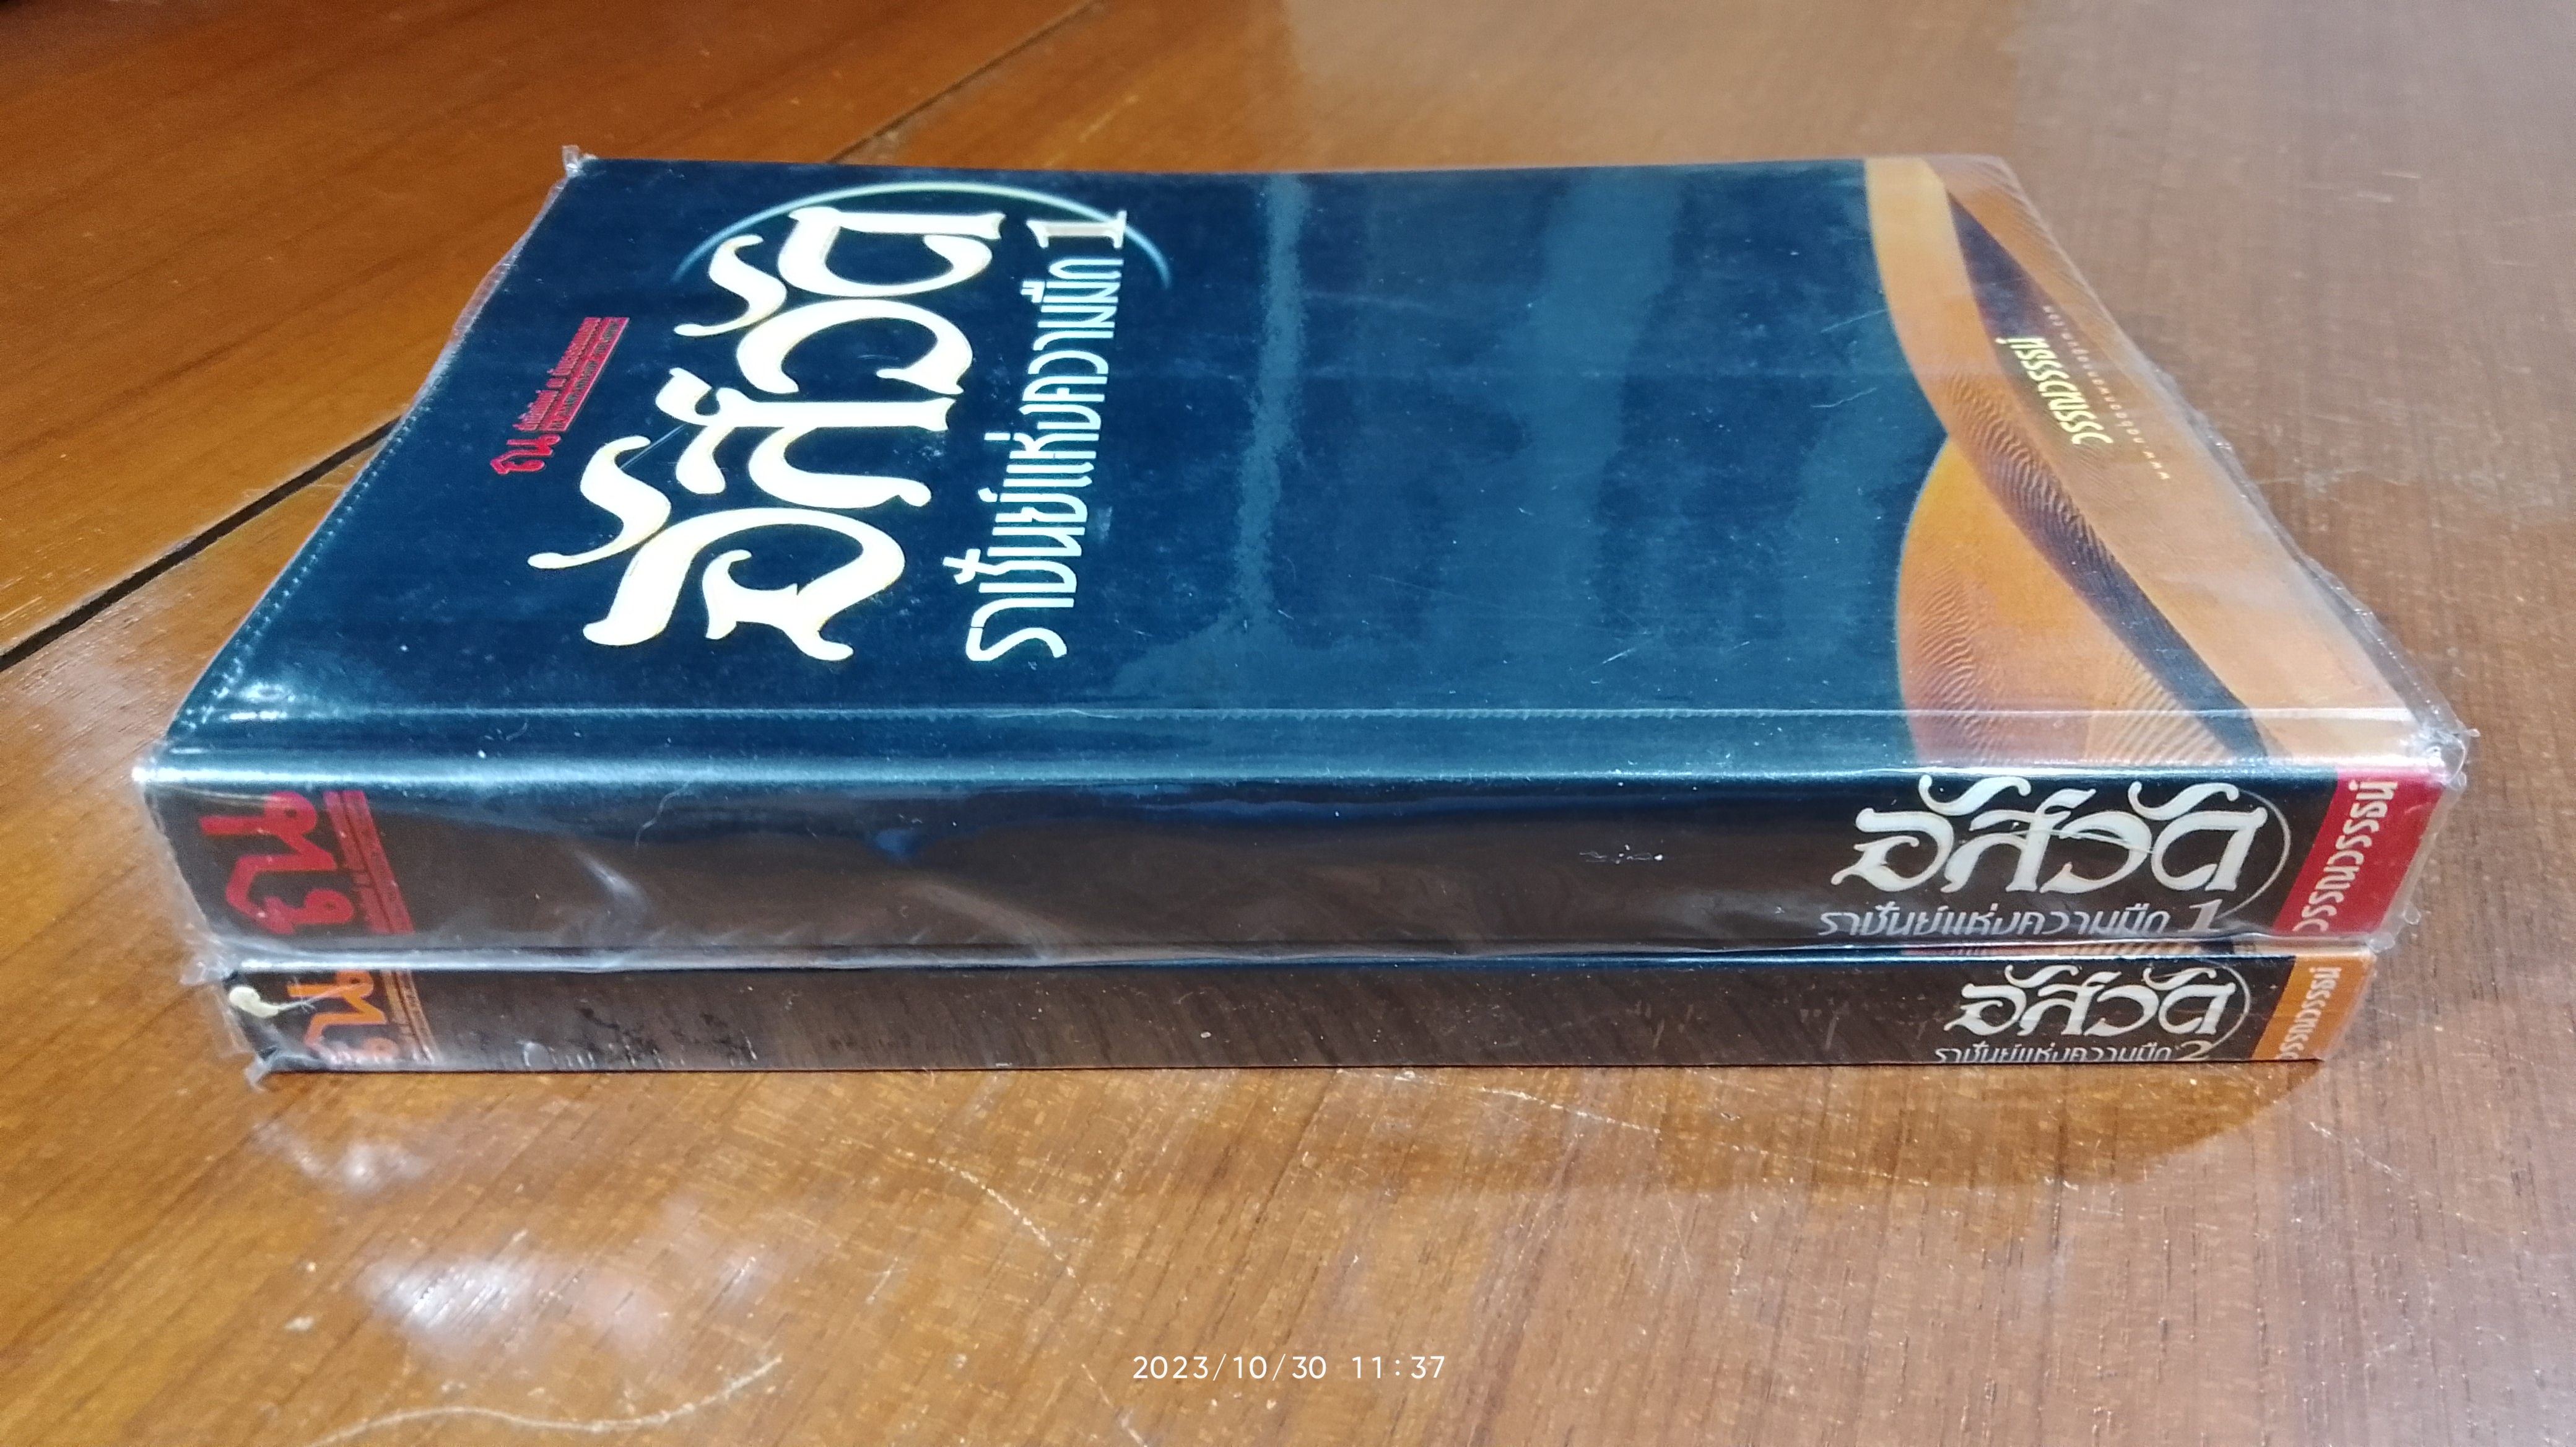 อัสวัด
ราชันย์แห่งความมืด 1
วรรณวรรธน์
อัสวัด
ราชันย์แห่งความมืด 1
วรรณวรรธน์
อัสวัด
ราชันย์แห่งความมืด 2
วรรณวรรธน์
2023/10/30 11:37